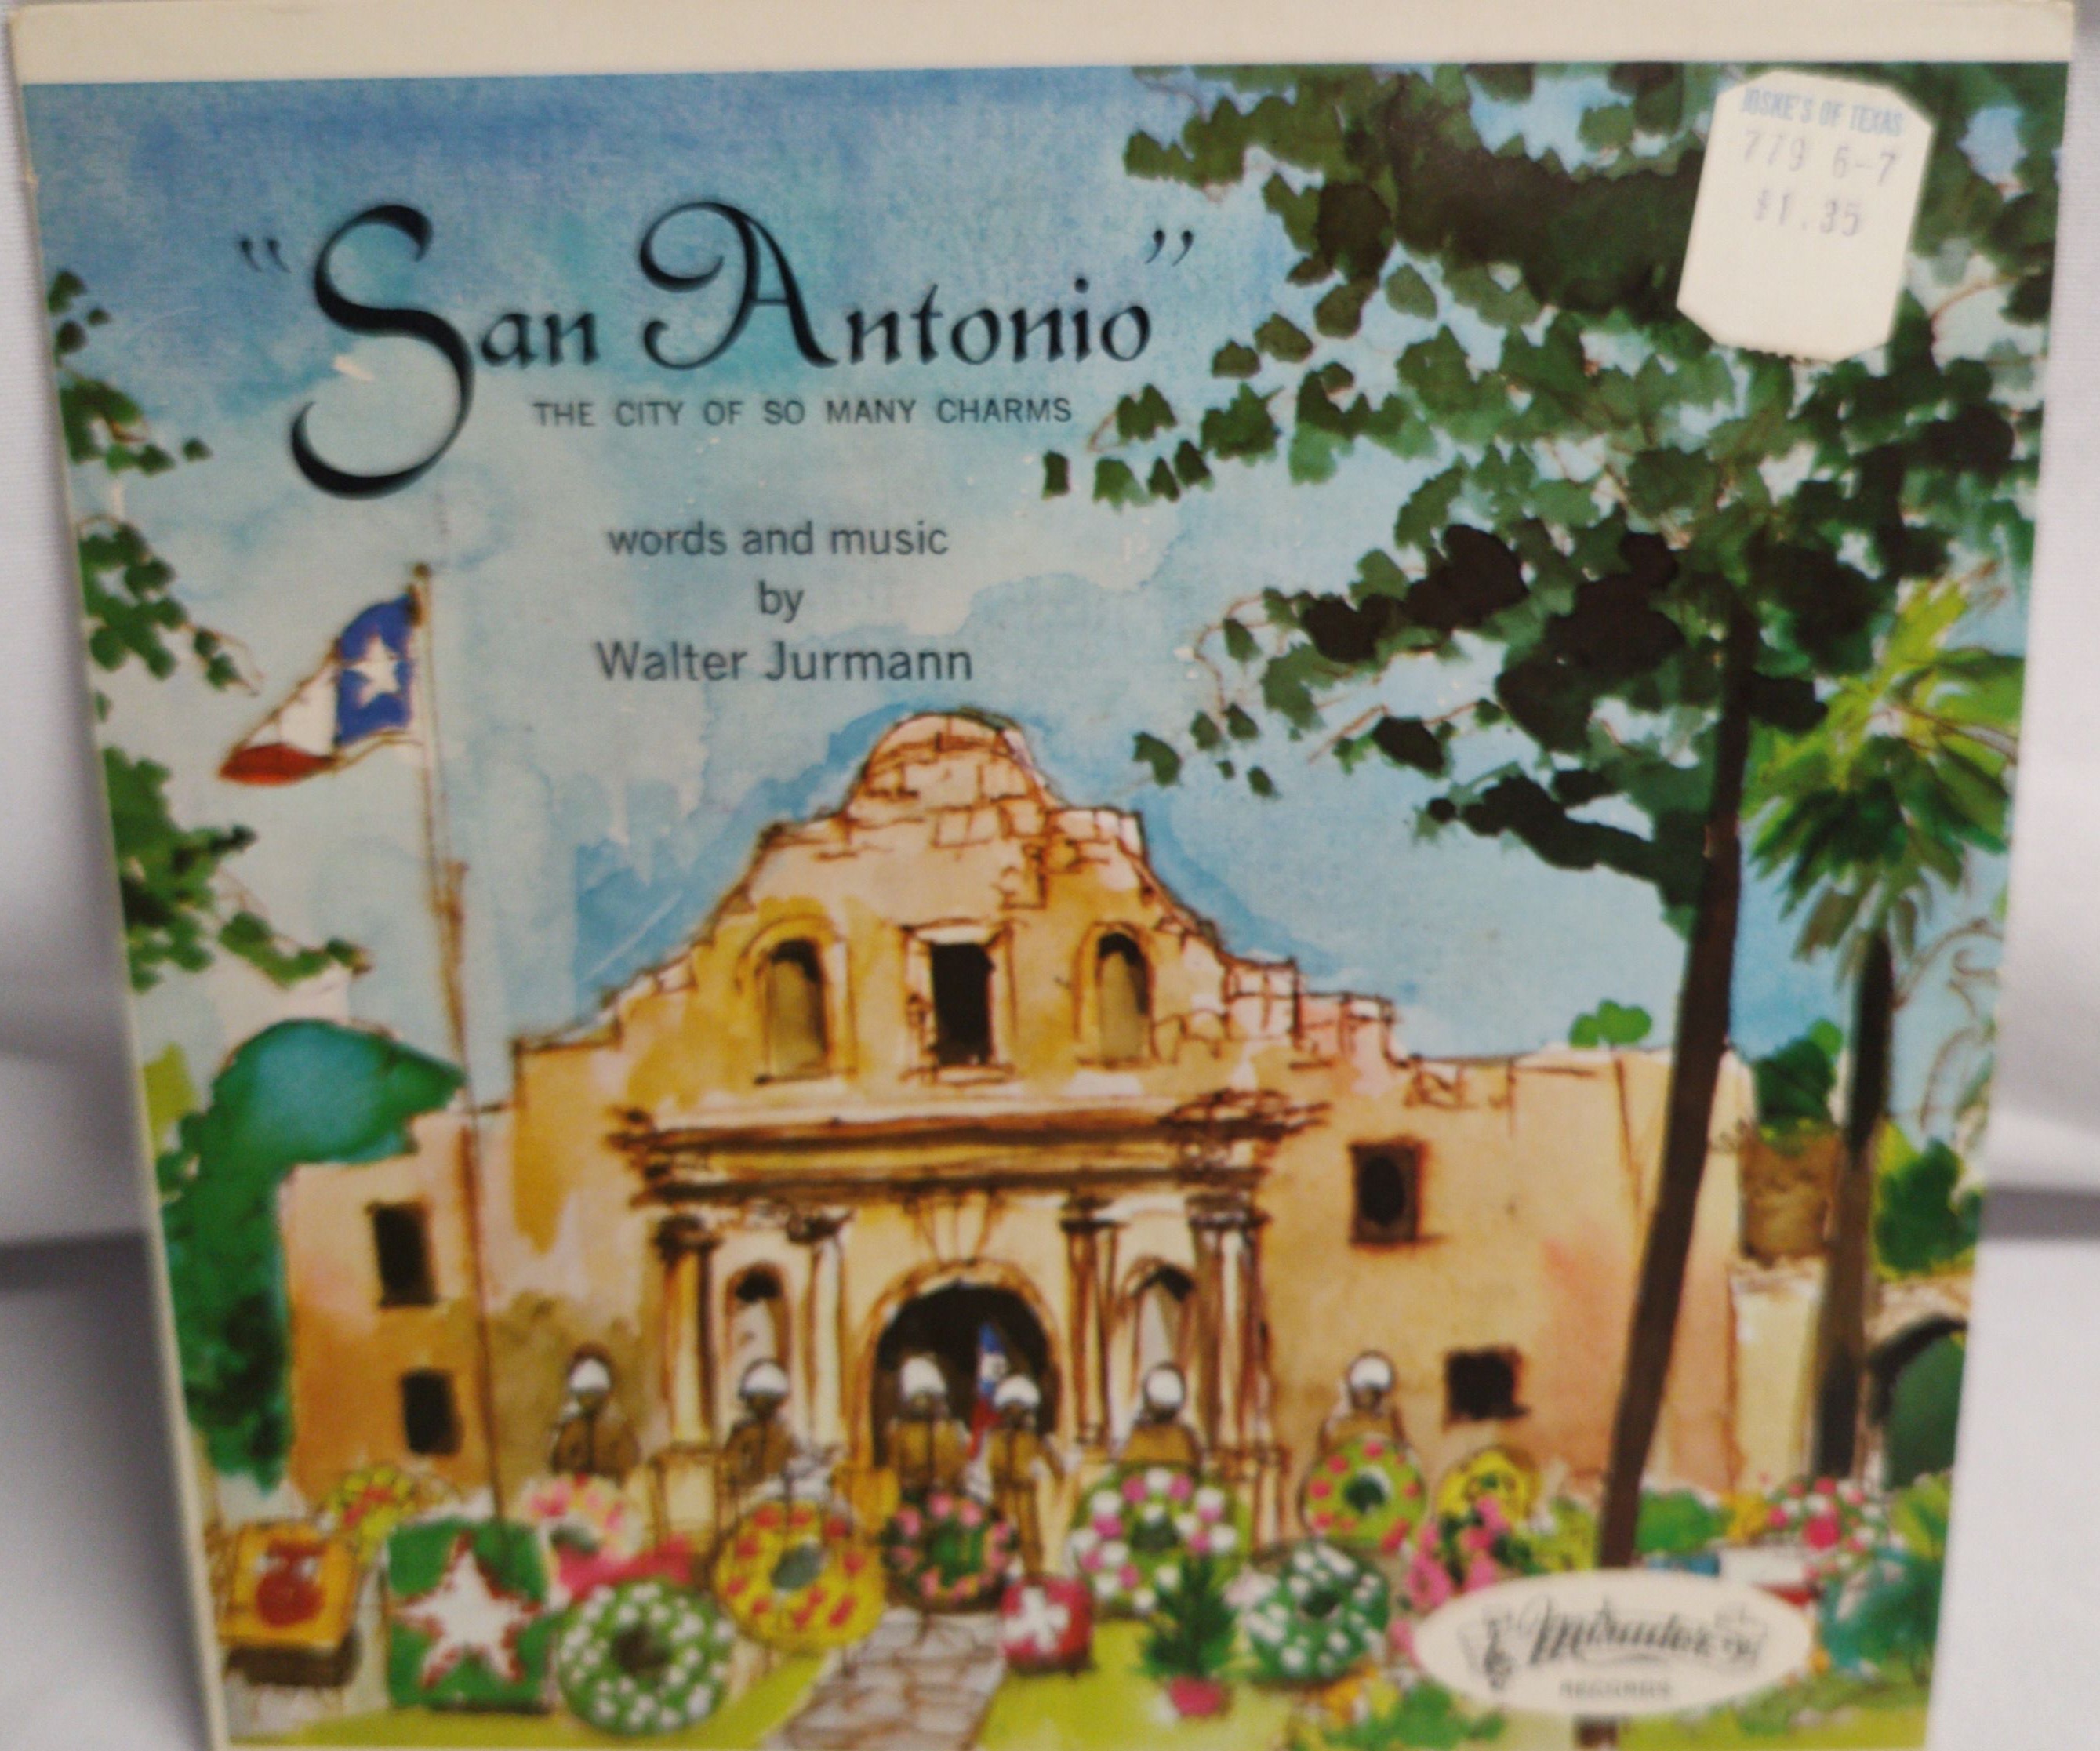 JOSKE'S OF TEXAS
779 6-7
$1.35
"San Antonio"
THE CITY OF SO MANY CHARMS
words and music
by
Walter Jurmann
RECORDS